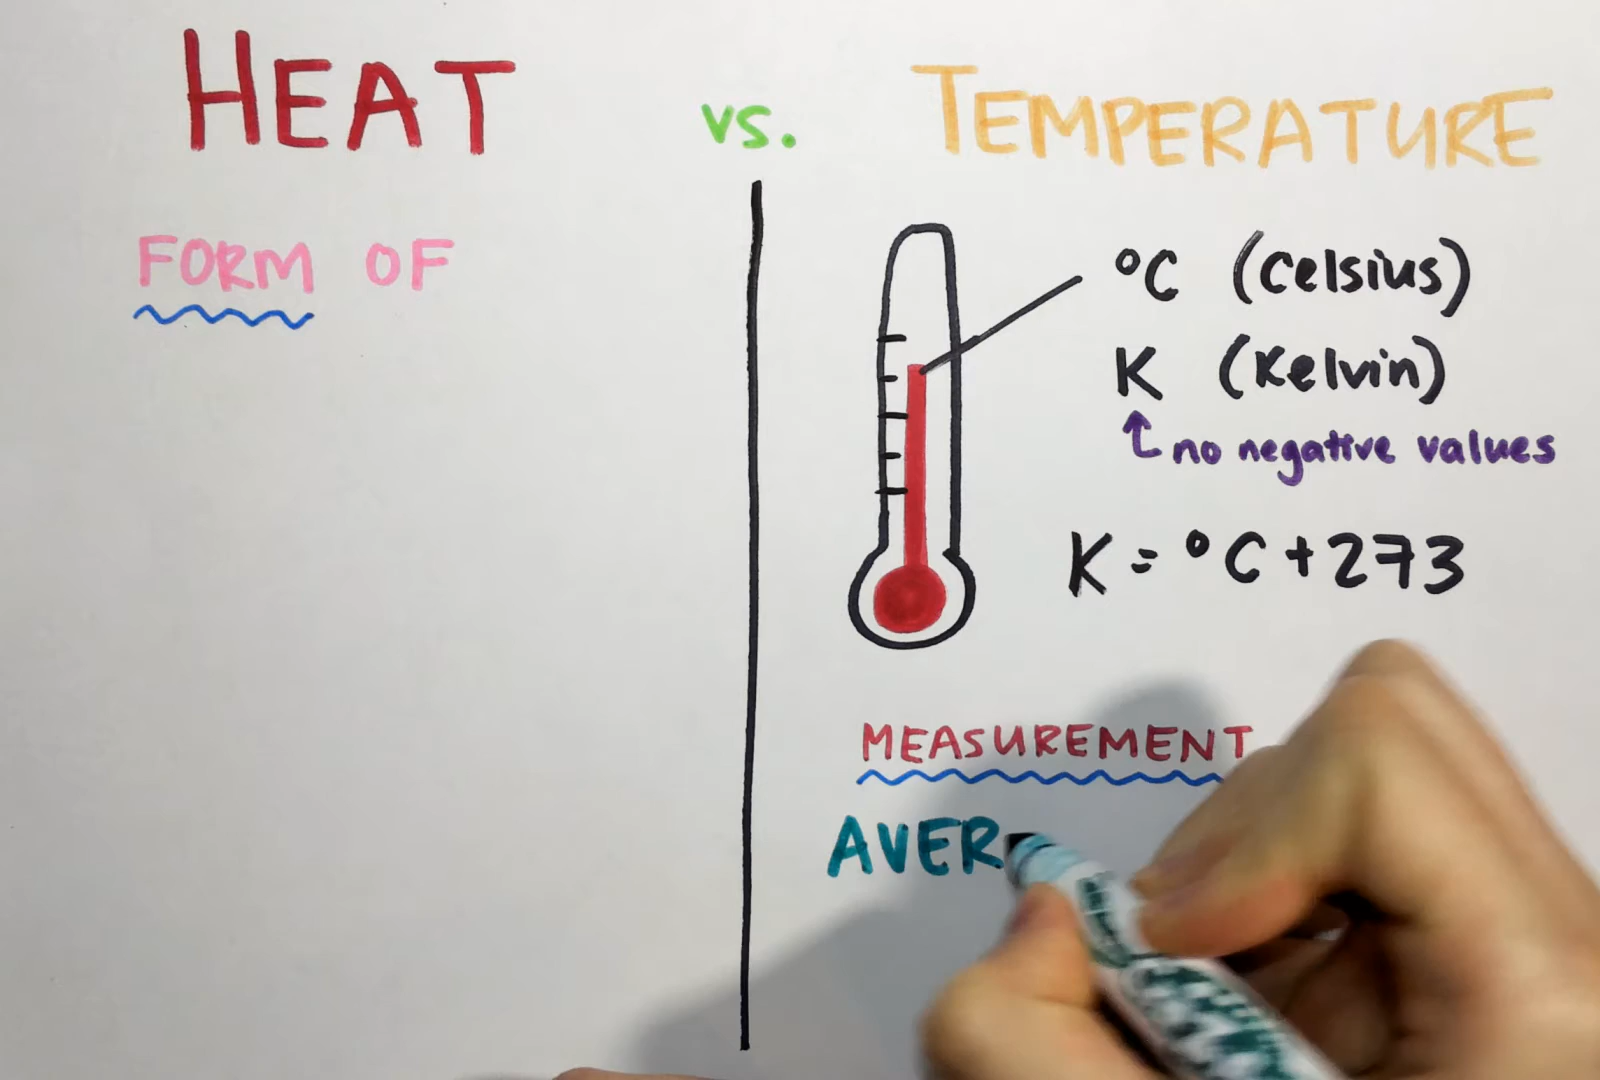 HEAT vs. TEMPERATURE
FORM OF
°C (Celsius)
K (Kelvin)
no negative values
K = °C + 273
MEASUREMENT
AVER